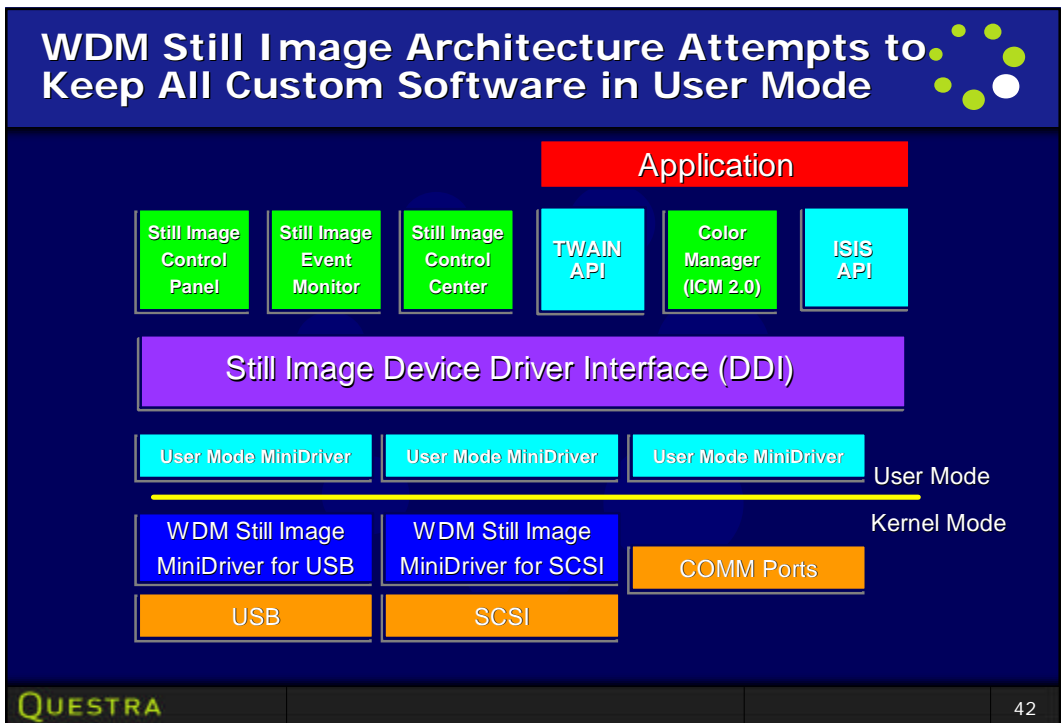 WDM Still Image Architecture Attempts to
Keep All Custom Software in User Mode
Application
Still Image
Control
Panel
Still Image
Event
Monitor
Still Image
Control
Center
TWAIN
API
Color
Manager
(ICM 2.0)
ISIS
API
Still Image Device Driver Interface (DDI)
User Mode MiniDriver
User Mode MiniDriver
User Mode MiniDriver
User Mode
Kernel Mode
WDM Still Image
MiniDriver for USB
WDM Still Image
MiniDriver for SCSI
COMM Ports
USB
SCSI
QUESTRA
42